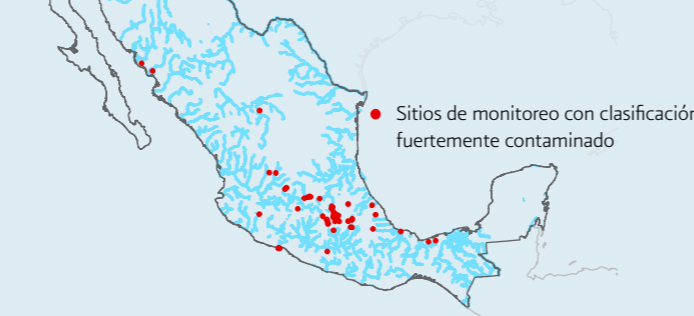 Sitios de monitoreo con clasificación
fuertemente contaminado